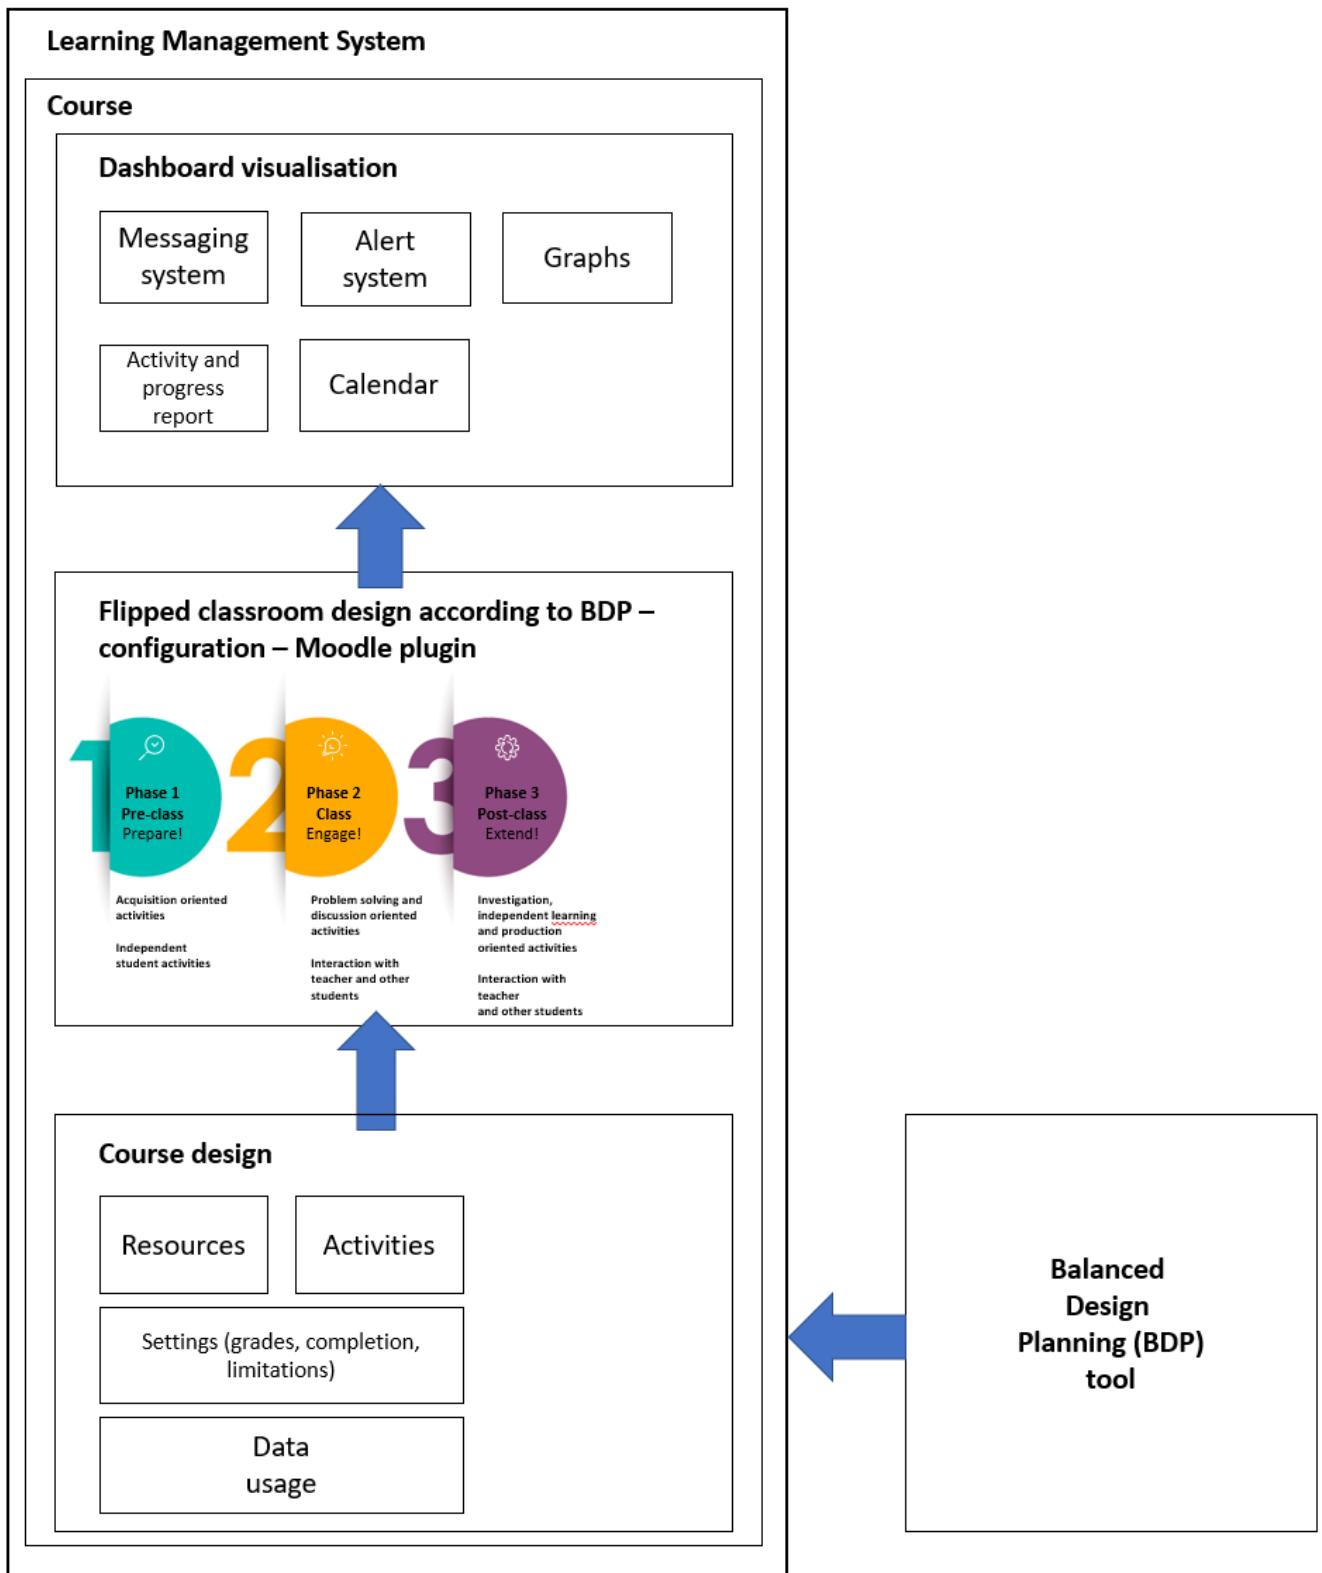 Learning Management System
Course
Dashboard visualisation
Messaging
system
Alert
system
Graphs
Activity and
progress
report
Calendar
Flipped classroom design according to BDP –
configuration – Moodle plugin
1
Phase 1
Pre-class
Prepare!
2
Phase 2
Class
Engage!
3
Phase 3
Post-class
Extend!
Acquisition oriented
activities
Independent
student activities
Problem solving and
discussion oriented
activities
Interaction with
teacher and other
students
Investigation,
independent learning
and production
oriented activities
Interaction with
teacher
and other students
Course design
Resources
Activities
Settings (grades, completion,
limitations)
Data
usage
Balanced
Design
Planning (BDP)
tool